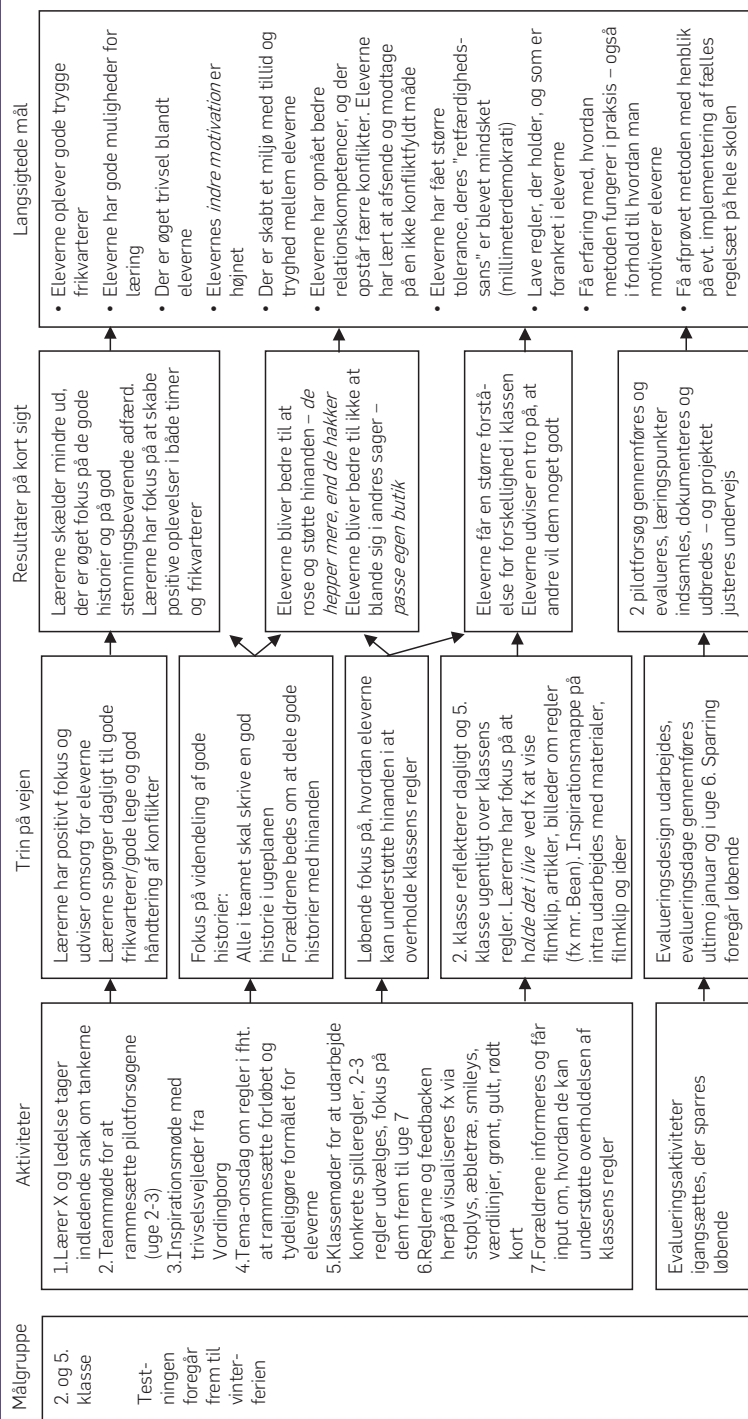 Målgruppe
2. og 5.
klasse
Test-
ningen
foregår
frem til
vinter-
ferien
Aktiviteter
1.Lærer X og ledelse tager
indledende snak om tankerne
2.Teammøde for at
rammesætte pilotforsøgene
(uge 2-3)
3.Inspirationsmøde med
trivselsvejleder fra
Vordingborg
4.Tema-onsdag om regler i fht.
at rammesætte forløbet og
tydeliggøre formålet for
eleverne
5.Klassemøder for at udarbejde
konkrete spilleregler, 2-3
regler udvælges, fokus på
dem frem til uge 7
6.Reglerne og feedbacken
herpå visualiseres fx via
stoplys, æbletræ, smileys,
værdilinjer, grønt, gult, rødt
kort
7.Forældrene informeres og får
input om, hvordan de kan
understøtte overholdelsen af
klassens regler
Evalueringsaktiviteter
igangsættes, der sparres
løbende
Trin på vejen
Lærerne har positivt fokus og
udviser omsorg for eleverne
Lærerne spørger dagligt til gode
frikvarterer/gode lege og god
håndtering af konflikter
Fokus på videndeling af gode
historier:
Alle i teamet skal skrive en god
historie i ugeplanen
Forældrene bedes om at dele gode
historier med hinanden
Løbende fokus på, hvordan eleverne
kan understøtte hinanden i at
overholde klassens regler
2. klasse reflekterer dagligt og 5.
klasse ugentligt over klassens
regler. Lærerne har fokus på at
holde det i live ved fx at vise
filmklip, artikler, billeder om regler
(fx mr. Bean). Inspirationsmappe på
intra udarbejdes med materialer,
filmklip og ideer
Evalueringsdesign udarbejdes,
evalueringsdage gennemføres
ultimo januar og i uge 6. Sparring
foregår løbende
Resultater på kort sigt
Lærerne skælder mindre ud,
der er øget fokus på de gode
historier og på god
stemningsbevarende adfærd.
Lærerne har fokus på at skabe
positive oplevelser i både timer
og frikvarterer
Eleverne bliver bedre til at
rose og støtte hinanden – de
hepper mere, end de hakker
Eleverne bliver bedre til ikke at
blande sig i andres sager –
passe egen butik
Eleverne får en større forstå-
else for forskellighed i klassen
Eleverne udviser en tro på, at
andre vil dem noget godt
2 pilotforsøg gennemføres og
evalueres, læringspunkter
indsamles, dokumenteres og
udbredes – og projektet
justeres undervejs
Langsigtede mål
• Eleverne oplever gode trygge
frikvarterer
• Eleverne har gode muligheder for
læring
• Der er øget trivsel blandt
eleverne
• Elevernes indre motivation er
højnet
• Der er skabt et miljø med tillid og
tryghed mellem eleverne
• Eleverne har opnået bedre
relationskompetencer, og der
opstår færre konflikter. Eleverne
har lært at afsende og modtage
på en ikke konfliktfyldt måde
• Eleverne har fået større
tolerance, deres "retfærdigheds-
sans" er blevet mindsket
(millimeterdemokrati)
• Lave regler, der holder, og som er
forankret i eleverne
• Få erfaring med, hvordan
metoden fungerer i praksis – også
i forhold til hvordan man
motiverer eleverne
• Få afprøvet metoden med henblik
på evt. implementering af fælles
regelsæt på hele skolen